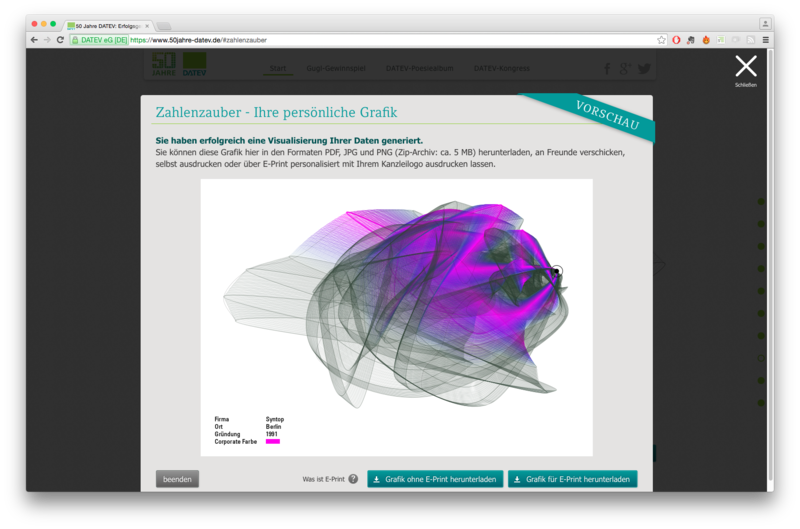 50 Jahre DATEV: Erfolgsge
DATEV eG [DE] https://www.50jahre-datev.de/#zahlenzauber
50
JAHRE DATEV
Start
DATEV-Kongress
Schließen
Zahlenzauber - Ihre persönliche Grafik
VORSCHAU
Sie haben erfolgreich eine Visualisierung Ihrer Daten generiert.
Sie können diese Grafik hier in den Formaten PDF, JPG und PNG (Zip-Archiv: ca. 5 MB) herunterladen, an Freunde verschicken,
selbst ausdrucken oder über E-Print personalisiert mit Ihrem Kanzleilogo ausdrucken lassen.
Firma Syntop
Ort Berlin
Gründung 1991
Corporate Farbe
beenden
Was ist E-Print ?
Grafik ohne E-Print herunterladen
Grafik für E-Print herunterladen